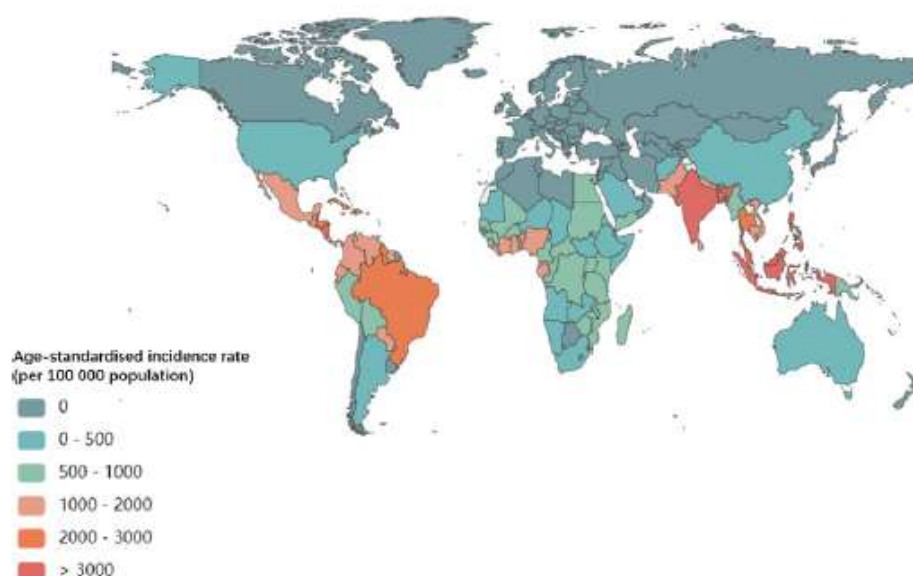 Age-standardised incidence rate
(per 100 000 population)
0
0 - 500
500 - 1000
1000 - 2000
2000 - 3000
> 3000